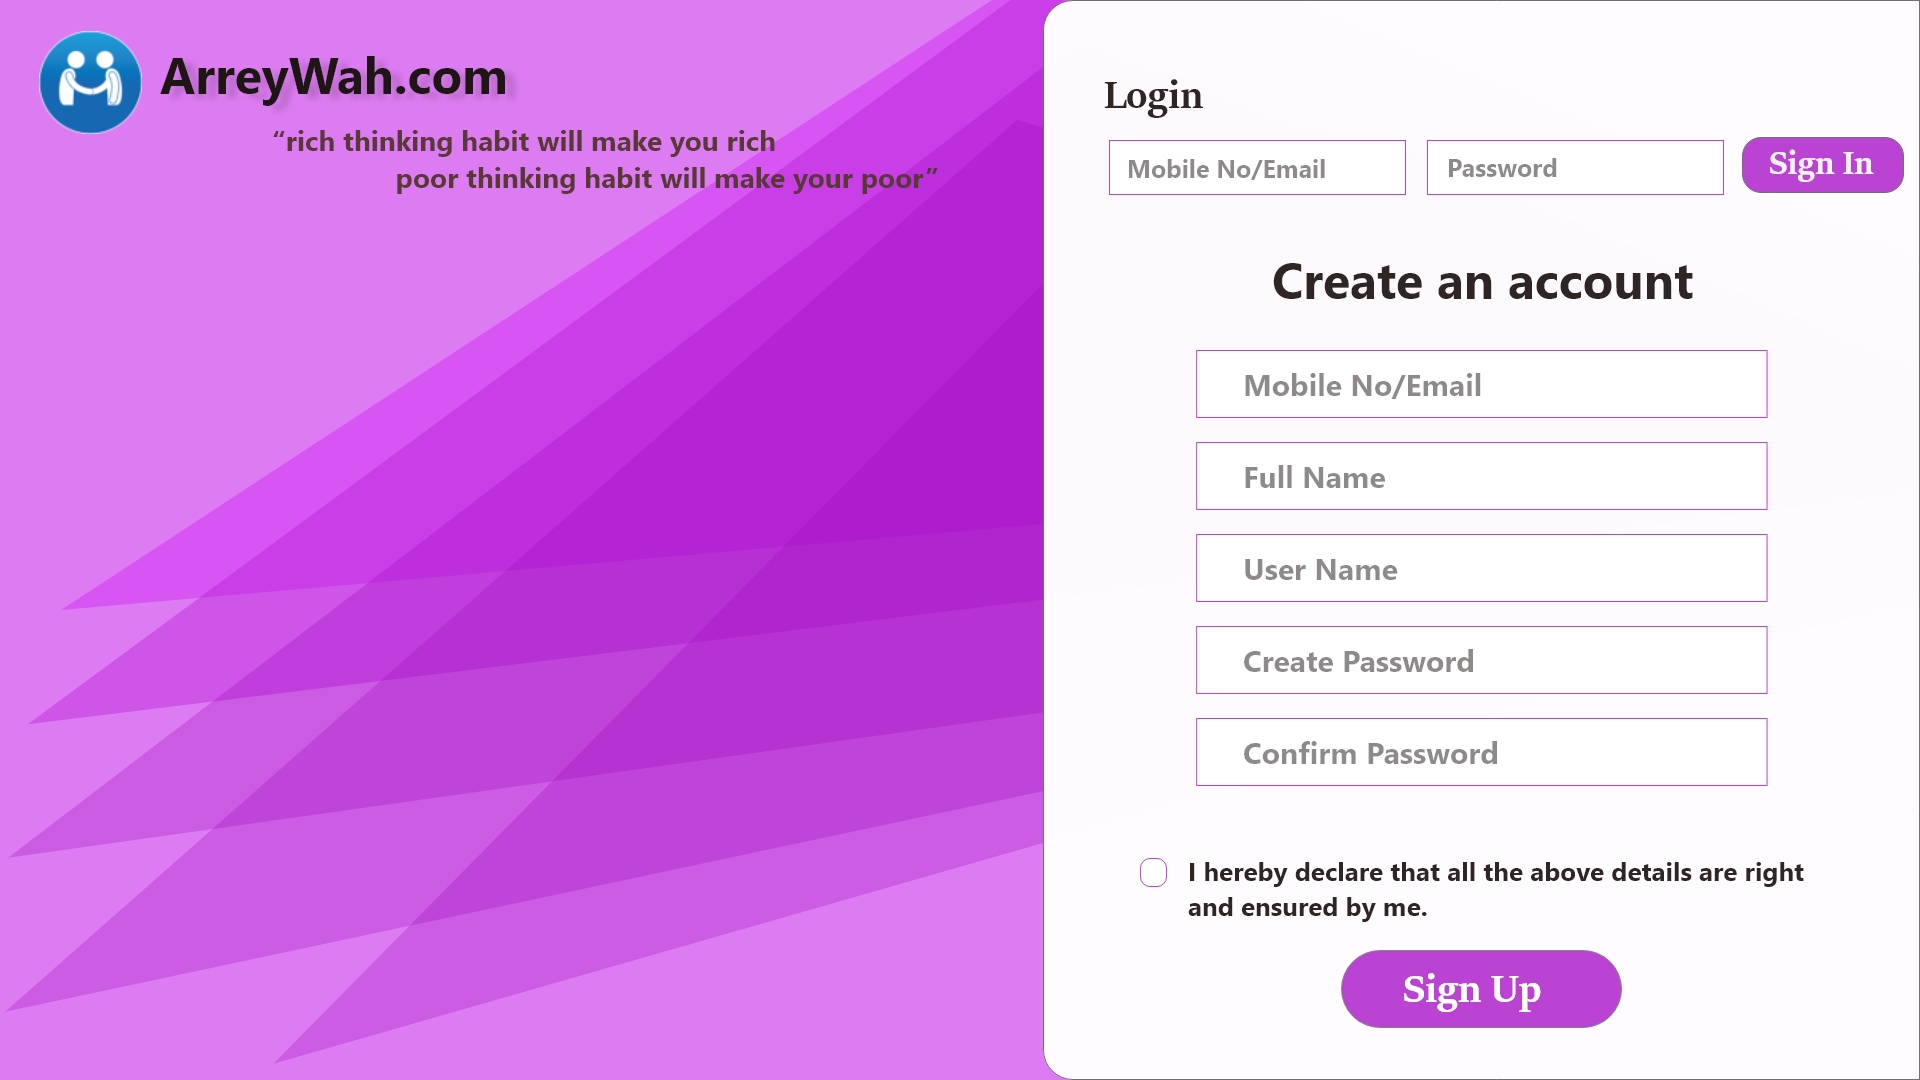 ArreyWah.com
“rich thinking habit will make you rich
poor thinking habit will make your poor”
Login
Mobile No/Email
Password
Sign In
Create an account
Mobile No/Email
Full Name
User Name
Create Password
Confirm Password
I hereby declare that all the above details are right
and ensured by me.
Sign Up